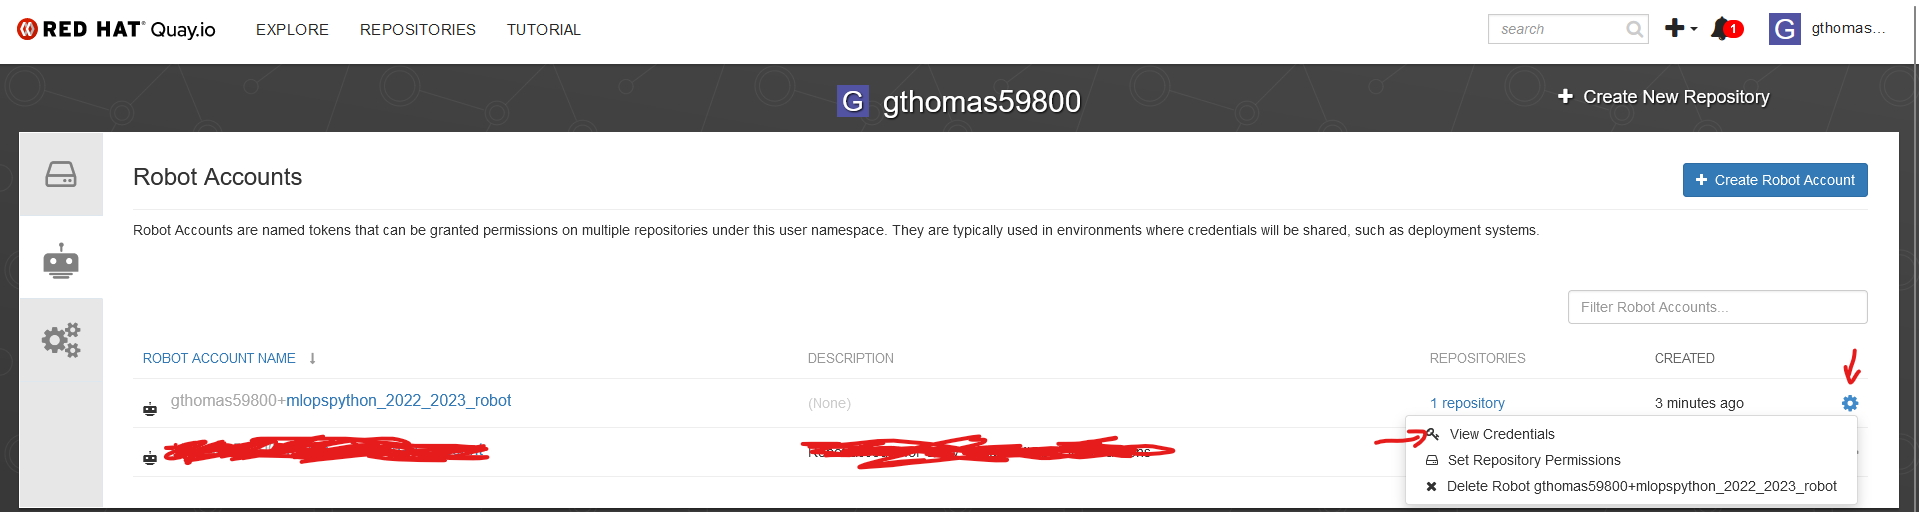 RED HAT Quay.io EXPLORE REPOSITORIES TUTORIAL search 1 G gthomas...
G gthomas59800 Create New Repository
Robot Accounts Create Robot Account
Robot Accounts are named tokens that can be granted permissions on multiple repositories under this user namespace. They are typically used in environments where credentials will be shared, such as deployment systems.
Filter Robot Accounts...
ROBOT ACCOUNT NAME DESCRIPTION REPOSITORIES CREATED
gthomas59800+mlopspython_2022_2023_robot (None) 1 repository 3 minutes ago
View Credentials
Set Repository Permissions
Delete Robot gthomas59800+mlopspython_2022_2023_robot